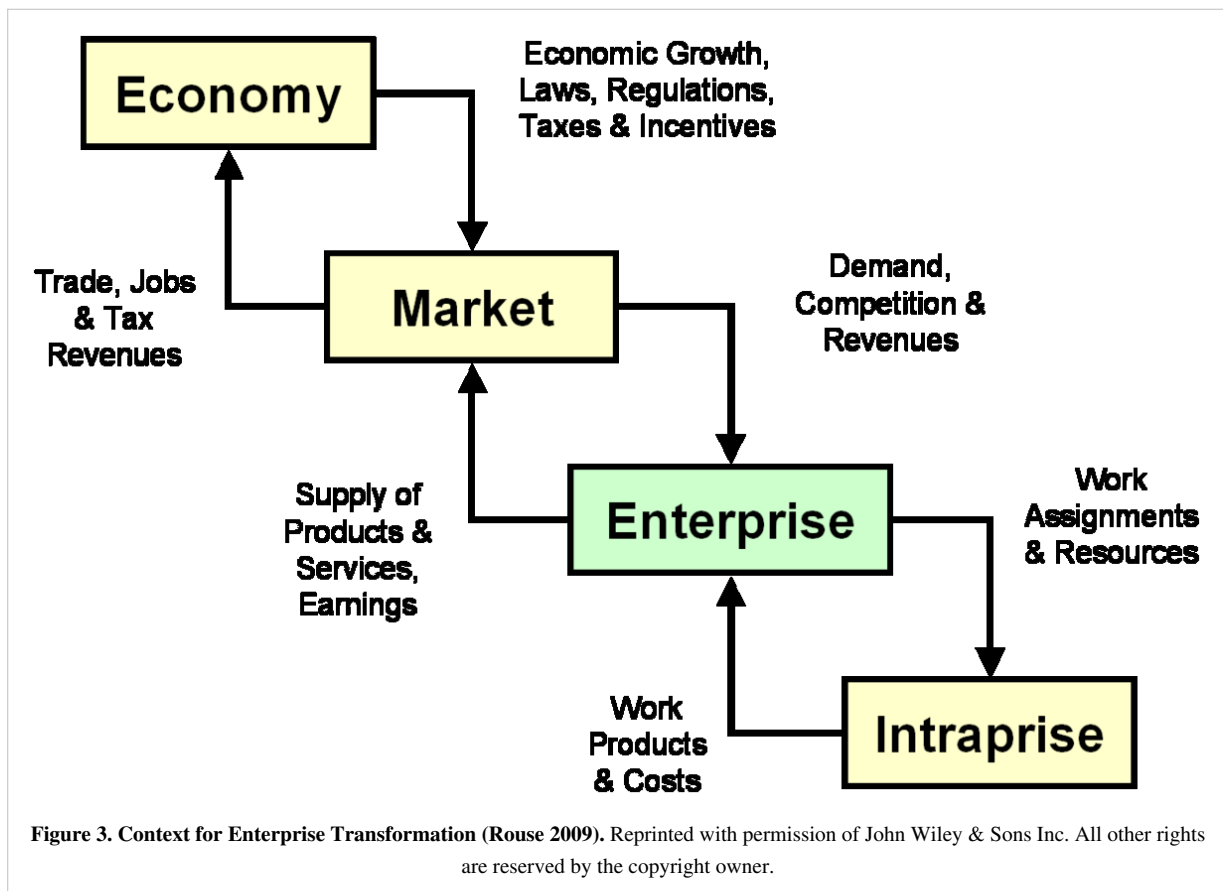 Economy
Economic Growth,
Laws, Regulations,
Taxes & Incentives
Trade, Jobs
& Tax
Revenues
Market
Demand,
Competition &
Revenues
Supply of
Products &
Services,
Earnings
Enterprise
Work
Assignments
& Resources
Work
Products
& Costs
Intraprise
Figure 3. Context for Enterprise Transformation (Rouse 2009). Reprinted with permission of John Wiley & Sons Inc. All other rights
are reserved by the copyright owner.